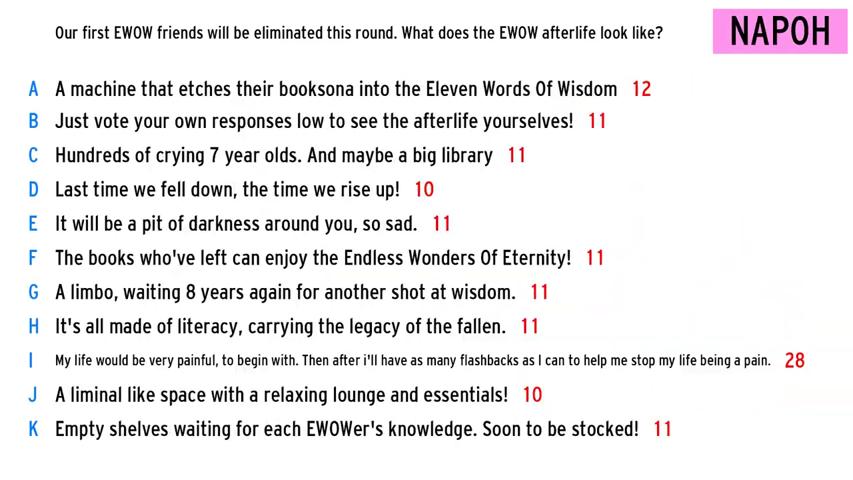 Our first EWOW friends will be eliminated this round. What does the EWOW afterlife look like?
NAPOH
A A machine that etches their booksona into the Eleven Words Of Wisdom 12
B Just vote your own responses low to see the afterlife yourselves! 11
C Hundreds of crying 7 year olds. And maybe a big library 11
D Last time we fell down, the time we rise up! 10
E It will be a pit of darkness around you, so sad. 11
F The books who've left can enjoy the Endless Wonders Of Eternity! 11
G A limbo, waiting 8 years again for another shot at wisdom. 11
H It's all made of literacy, carrying the legacy of the fallen. 11
I My life would be very painful, to begin with. Then after i'll have as many flashbacks as I can to help me stop my life being a pain. 28
J A liminal like space with a relaxing lounge and essentials! 10
K Empty shelves waiting for each EWOWer's knowledge. Soon to be stocked! 11